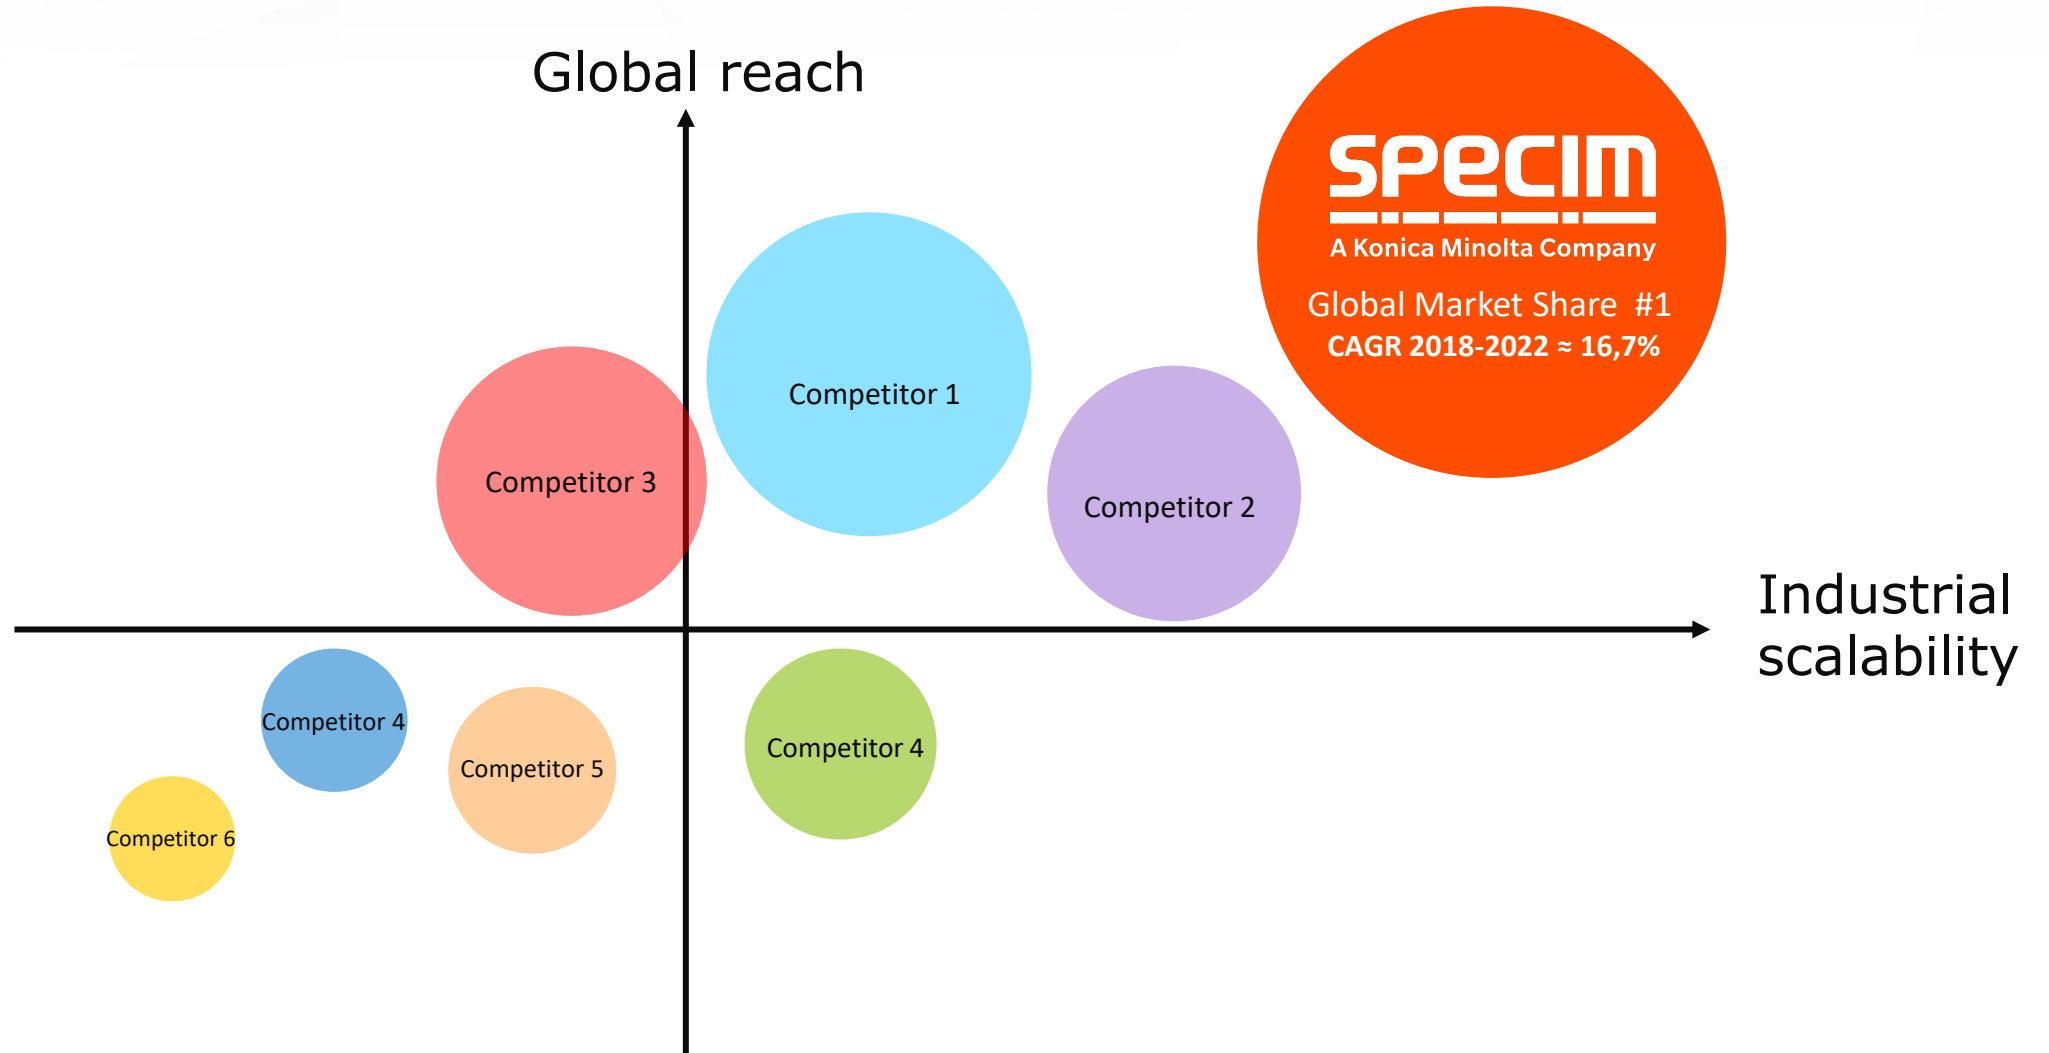 Global reach
SPECIM
A Konica Minolta Company
Global Market Share #1
CAGR 2018-2022 ≈ 16,7%
Competitor 1
Competitor 3
Competitor 2
Industrial
scalability
Competitor 4
Competitor 5
Competitor 4
Competitor 6